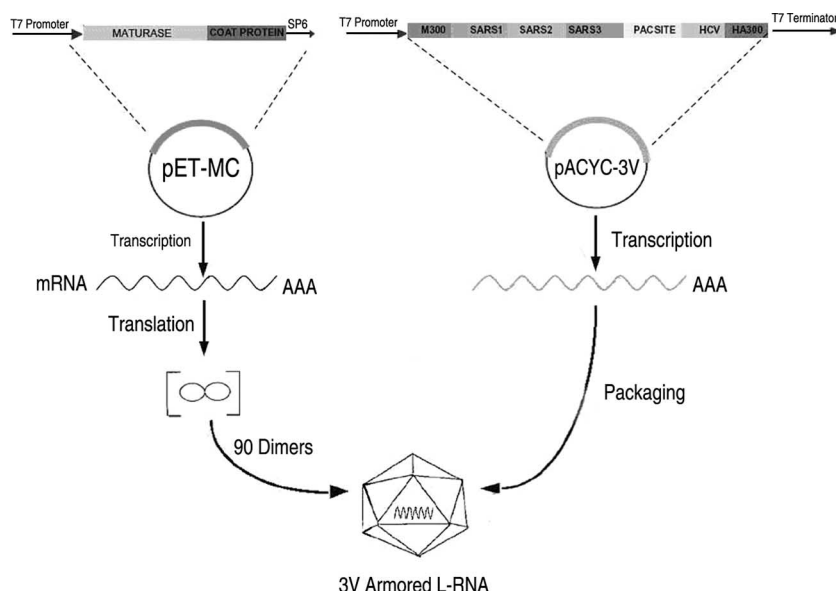 T7 Promoter
MATURASE
COAT PROTEIN
SP6
T7 Promoter
M300
SARS1
SARS2
SARS3
PACSITE
HCV
HA300
T7 Terminator
pET-MC
pACYC-3V
Transcription
Transcription
mRNA
AAA
AAA
Translation
Packaging
90 Dimers
3V Armored L-RNA